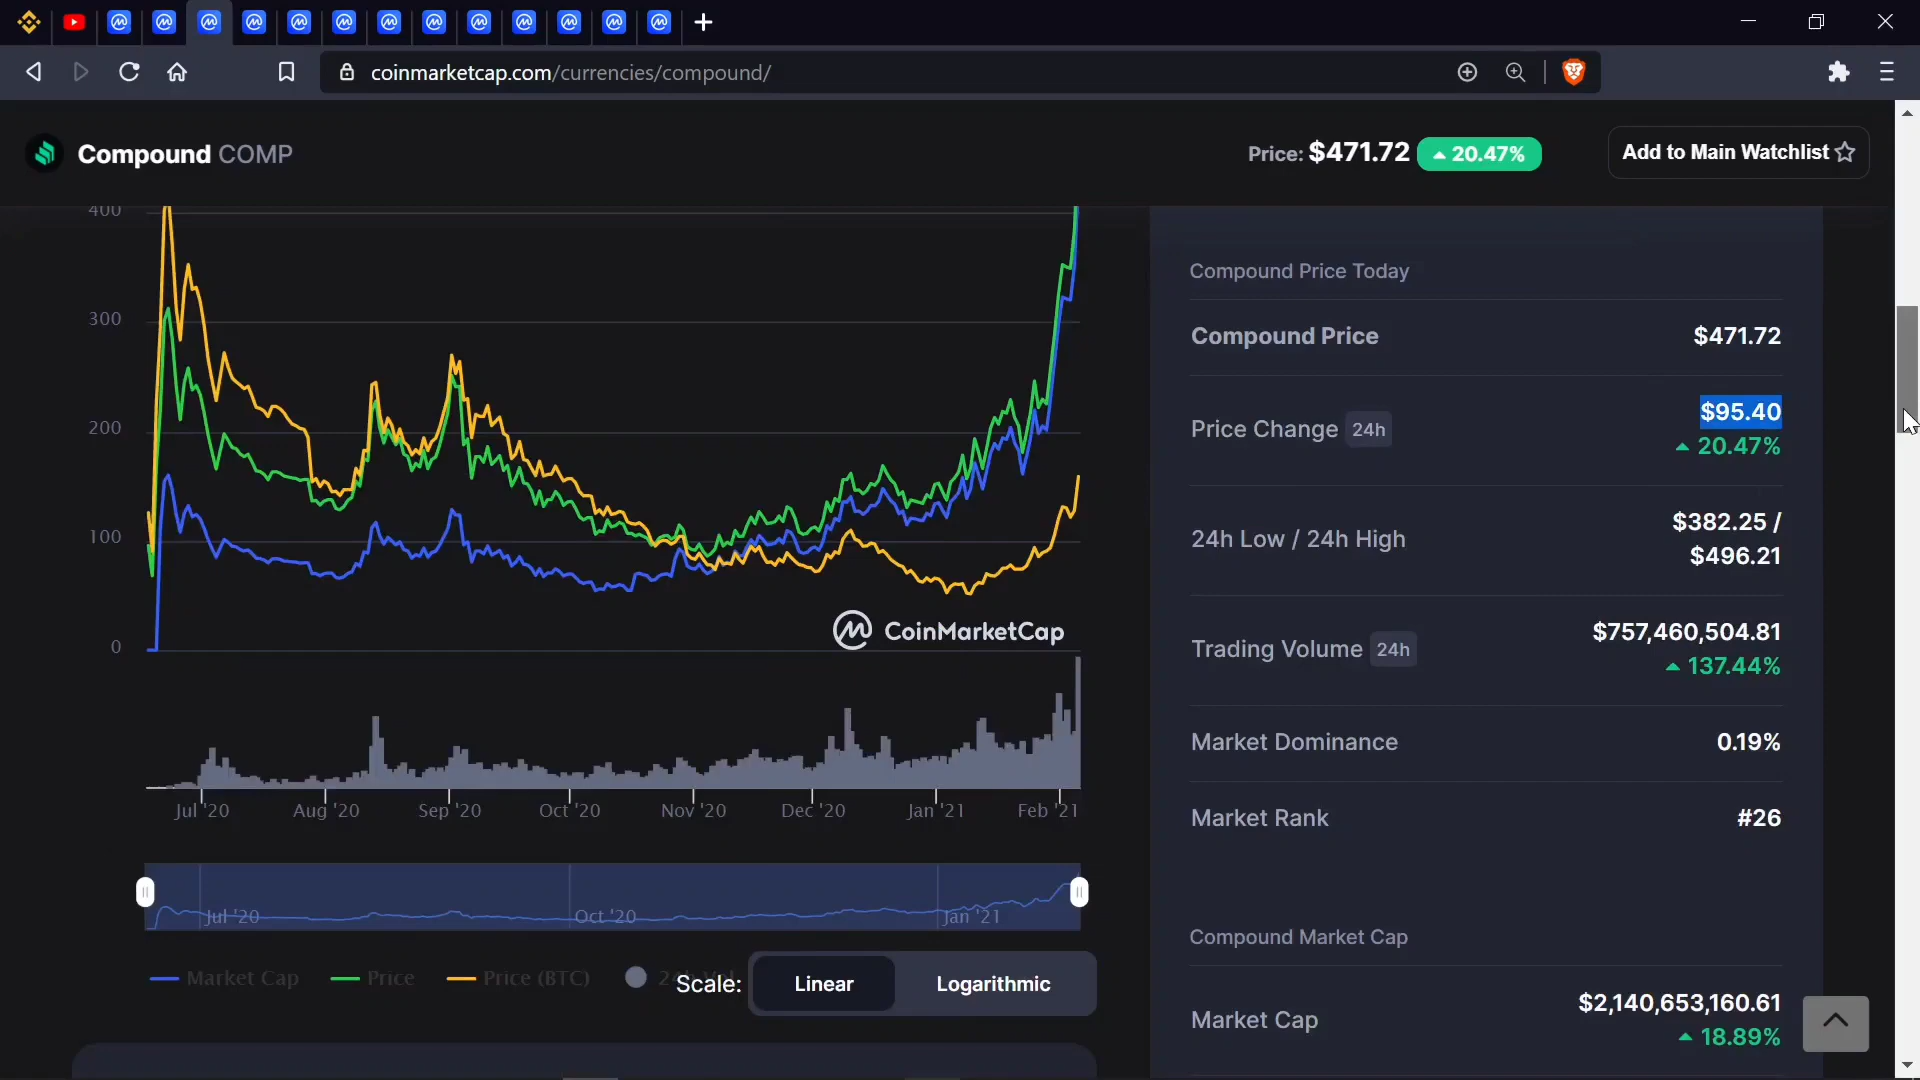 coinmarketcap.com/currencies/compound/
Compound COMP
Price: $471.72 20.47%
Add to Main Watchlist
400
300
200
100
0
CoinMarketCap
Jul '20 Aug '20 Sep '20 Oct '20 Nov '20 Dec '20 Jan '21 Feb '21
Jul '20 Oct '20 Jan '21
Market Cap Price Price (BTC)
Scale: Linear Logarithmic
Compound Price Today
Compound Price $471.72
Price Change 24h $95.40
20.47%
24h Low / 24h High $382.25 /
$496.21
Trading Volume 24h $757,460,504.81
137.44%
Market Dominance 0.19%
Market Rank #26
Compound Market Cap
Market Cap $2,140,653,160.61
18.89%